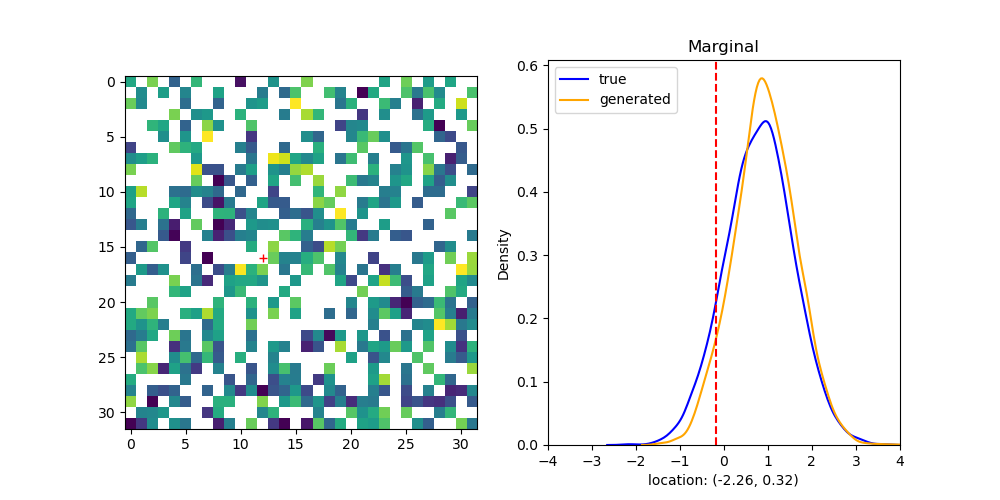 Marginal
true
generated
0
5
10
15
20
25
30
0 5 10 15 20 25 30
Density
0.6
0.5
0.4
0.3
0.2
0.1
0.0
−4 −3 −2 −1 0 1 2 3 4
location: (-2.26, 0.32)